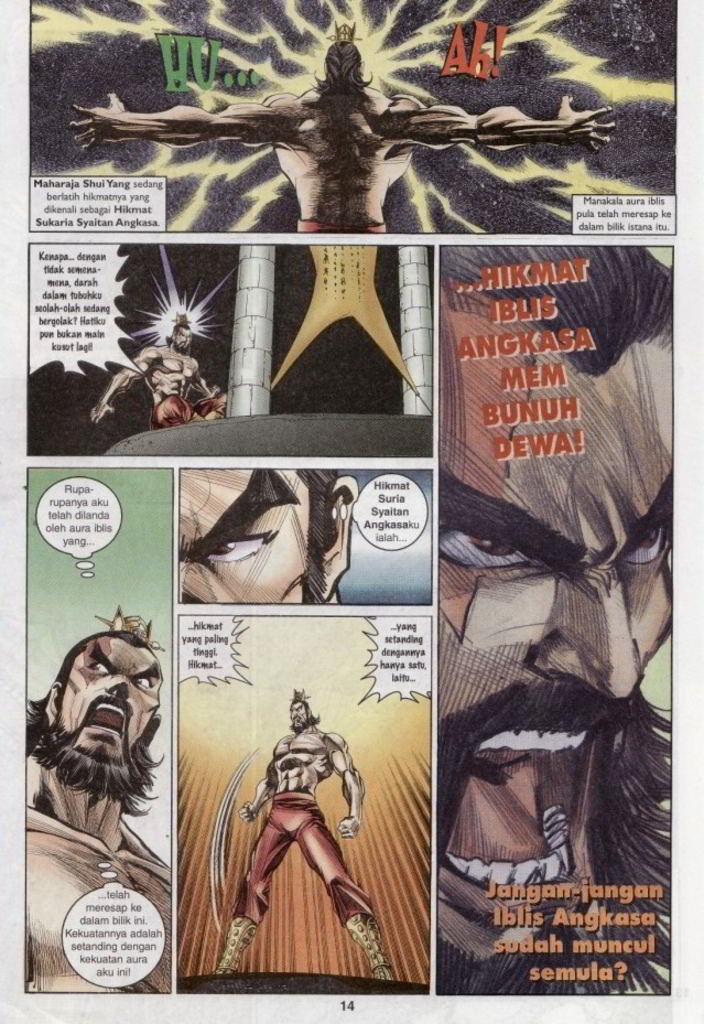 HU...
Ah!
Maharaja Shui Yang sedang
berlatih hikmatnya yang
dikenali sebagai Hikmat
Sukaria Syaitan Angkasa.
Manakala aura iblis
pula telah meresap ke
dalam bilik istana itu.
Kenapa... dengan
tidak semena-
mena, darah
dalam tubuhku
seolah-olah sedang
bergolak? Hatiku
pun bukan main
kusut lagi!
Rupa-
rupanya aku
telah dilanda
oleh aura iblis
yang...
...telah
meresap ke
dalam bilik ini.
Kekuatannya adalah
setanding dengan
kekuatan aura
aku ini!
Hikmat
Suria
Syaitan
Angkasaku
ialah...
...hikmat
yang paling
tinggi.
Hikmat...
...yang
setanding
dengannya
hanya satu,
iaitu...
...HIKMAT
IBLIS
ANGKASA
MEM
BUNUH
DEWA!
Jangan-jangan
Iblis Angkasa
sudah muncul
semula?
14